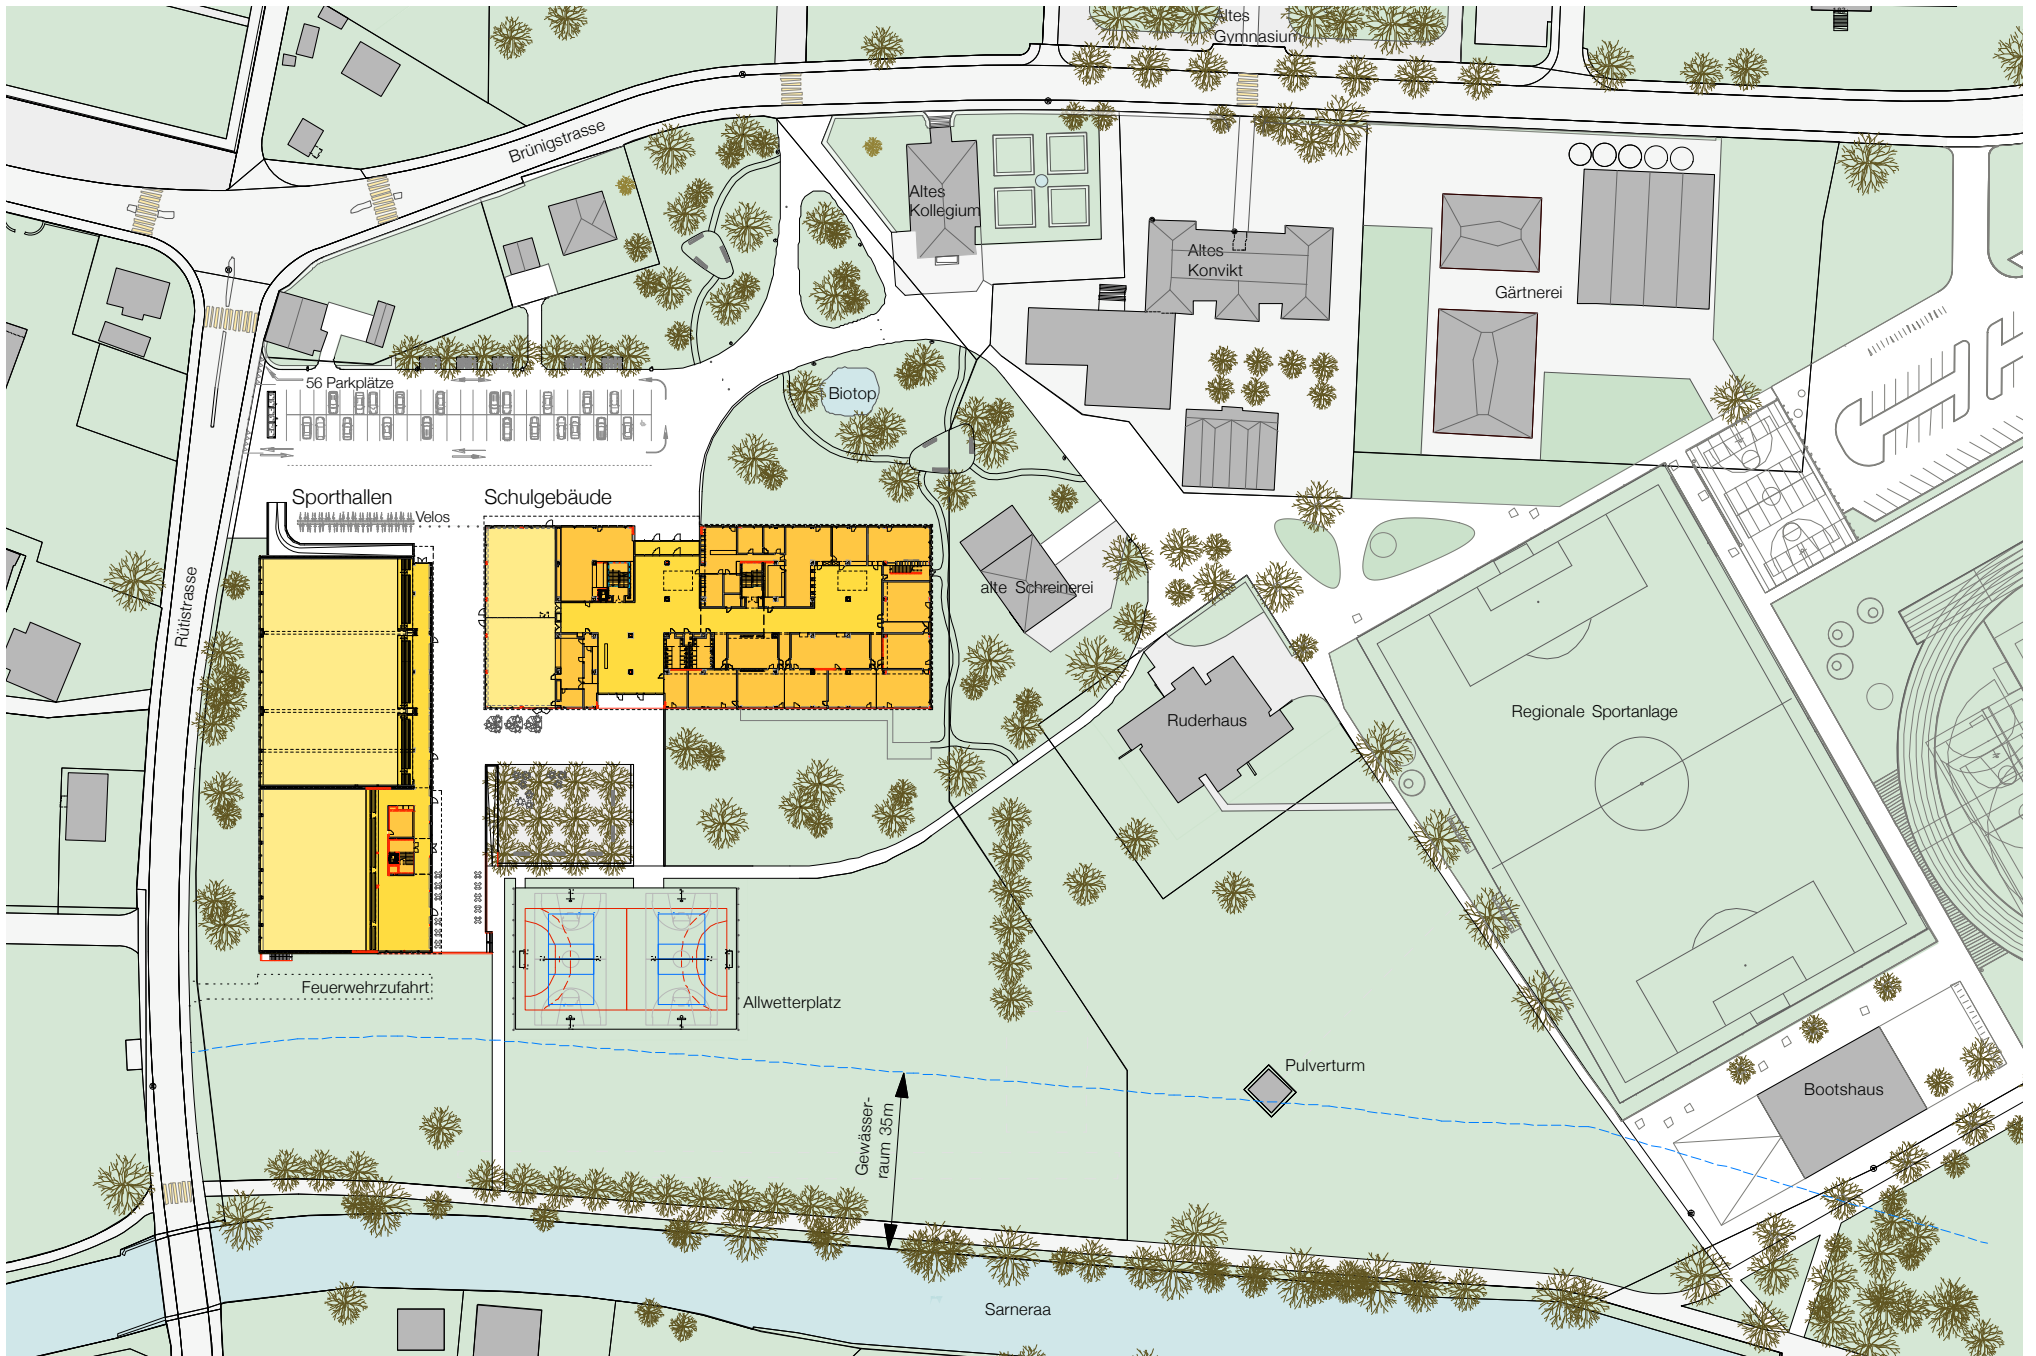 Altes
Gymnasium
Brünigstrasse
Altes
Kollegium
Altes
Konvikt
Gärtnerei
56 Parkplätze
Biotop
Sporthallen
Schulgebäude
Velos
alte Schreinerei
Rütistrasse
Ruderhaus
Regionale Sportanlage
Feuerwehrzufahrt
Allwetterplatz
Pulverturm
Bootshaus
Gewässer-
raum 35m
Sarneraa